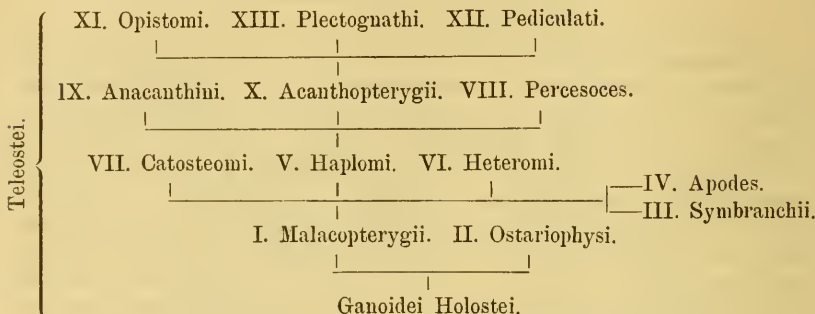 XI. Opistomi. XIII. Plectognathi. XII. Pediculati.
IX. Anacanthini. X. Acanthopterygii. VIII. Percesoces.
VII. Catosteomi. V. Haplomi. VI. Heteromi.
IV. Apodes.
III. Symbranchii.
I. Malacopterygii. II. Ostariophysi.
Ganoidei Holostei.
Teleostei.